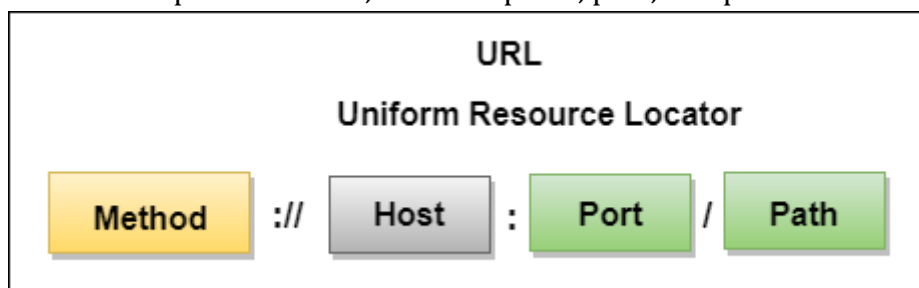 URL
Uniform Resource Locator
Method :// Host : Port / Path